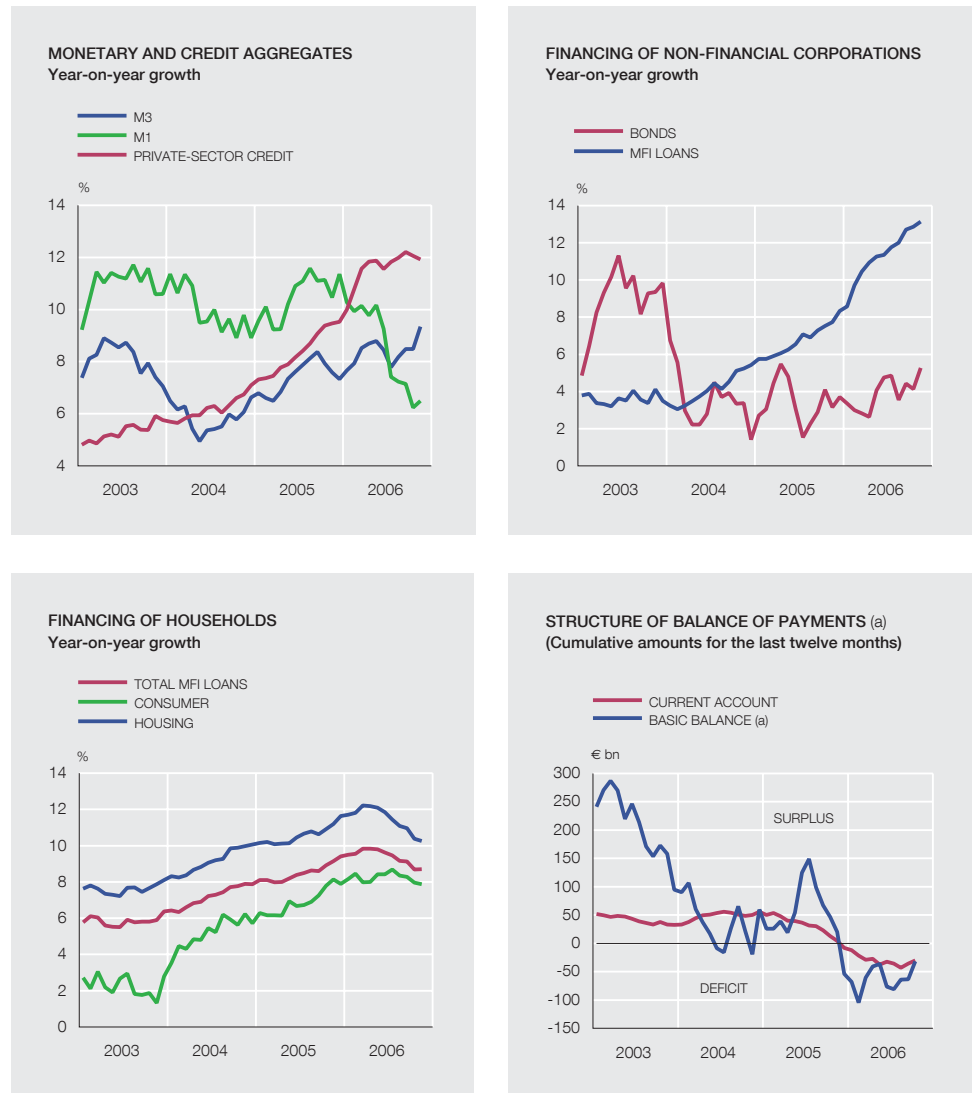 MONETARY AND CREDIT AGGREGATES
Year-on-year growth
M3
M1
PRIVATE-SECTOR CREDIT
%
14
12
10
8
6
4
2003 2004 2005 2006
FINANCING OF NON-FINANCIAL CORPORATIONS
Year-on-year growth
BONDS
MFI LOANS
%
14
12
10
8
6
4
2
0
2003 2004 2005 2006
FINANCING OF HOUSEHOLDS
Year-on-year growth
TOTAL MFI LOANS
CONSUMER
HOUSING
%
14
12
10
8
6
4
2
0
2003 2004 2005 2006
STRUCTURE OF BALANCE OF PAYMENTS (a)
(Cumulative amounts for the last twelve months)
CURRENT ACCOUNT
BASIC BALANCE (a)
€ bn
300
250
200
150
100
50
0
-50
-100
-150
SURPLUS
DEFICIT
2003 2004 2005 2006